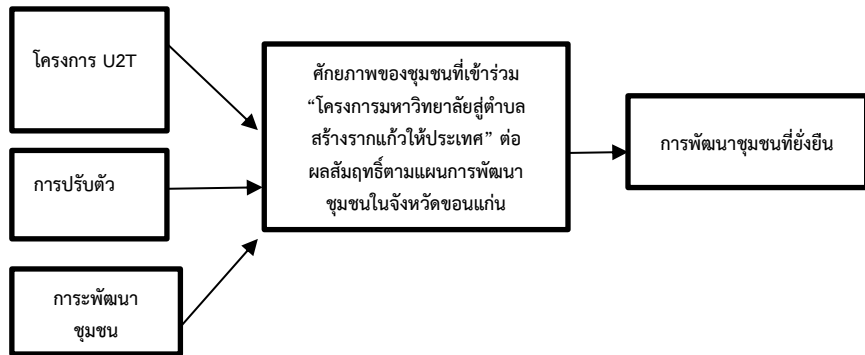 โครงการ U2T
การปรับตัว
การะพัฒนา
ชุมชน
ศักยภาพของชุมชนที่เข้าร่วม
“โครงการมหาวิทยาลัยสู่ตำบล
สร้างรากแก้วให้ประเทศ” ต่อ
ผลสัมฤทธิ์ตามแผนการพัฒนา
ชุมชนในจังหวัดขอนแก่น
การพัฒนาชุมชนที่ยั่งยืน